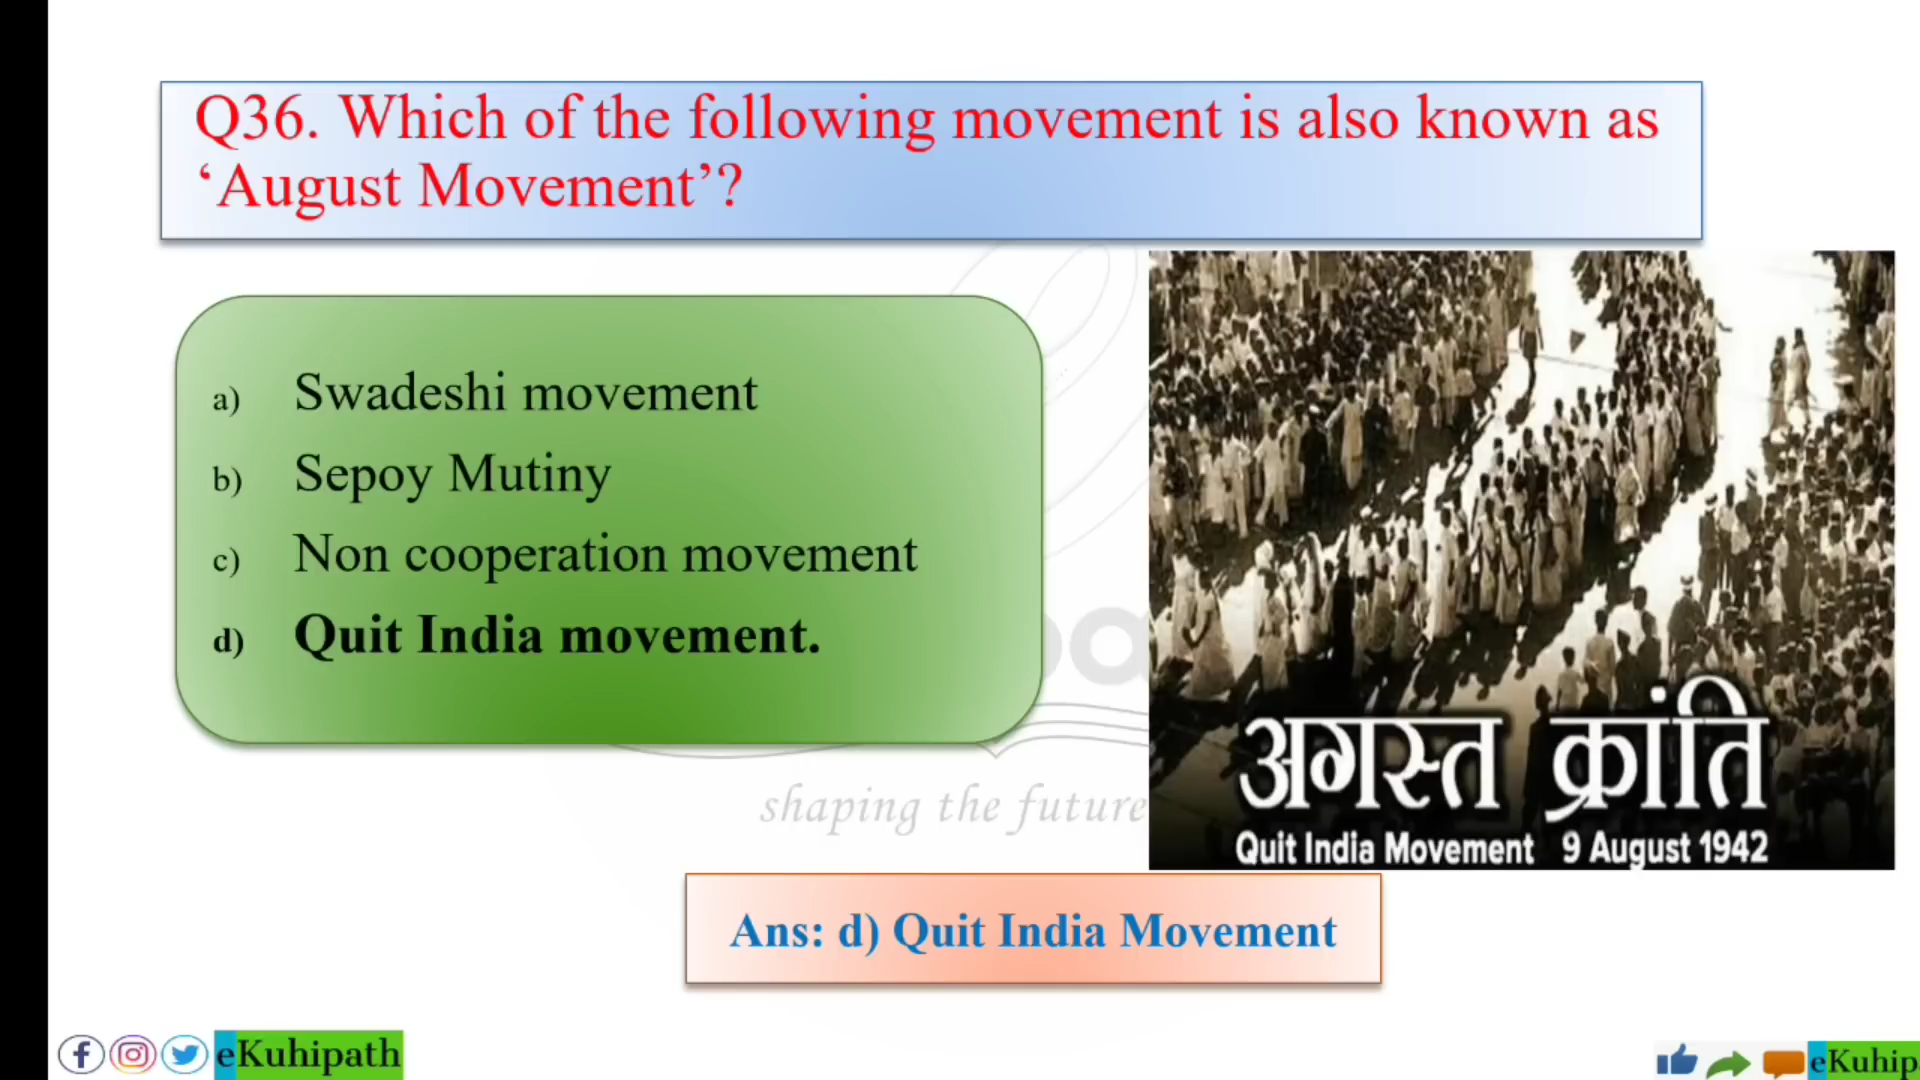 Q36. Which of the following movement is also known as
‘August Movement’?
a) Swadeshi movement
b) Sepoy Mutiny
c) Non cooperation movement
d) Quit India movement.
अगस्त क्रांति
Quit India Movement 9 August 1942
shaping the future
Ans: d) Quit India Movement
eKuhipath
eKuhip